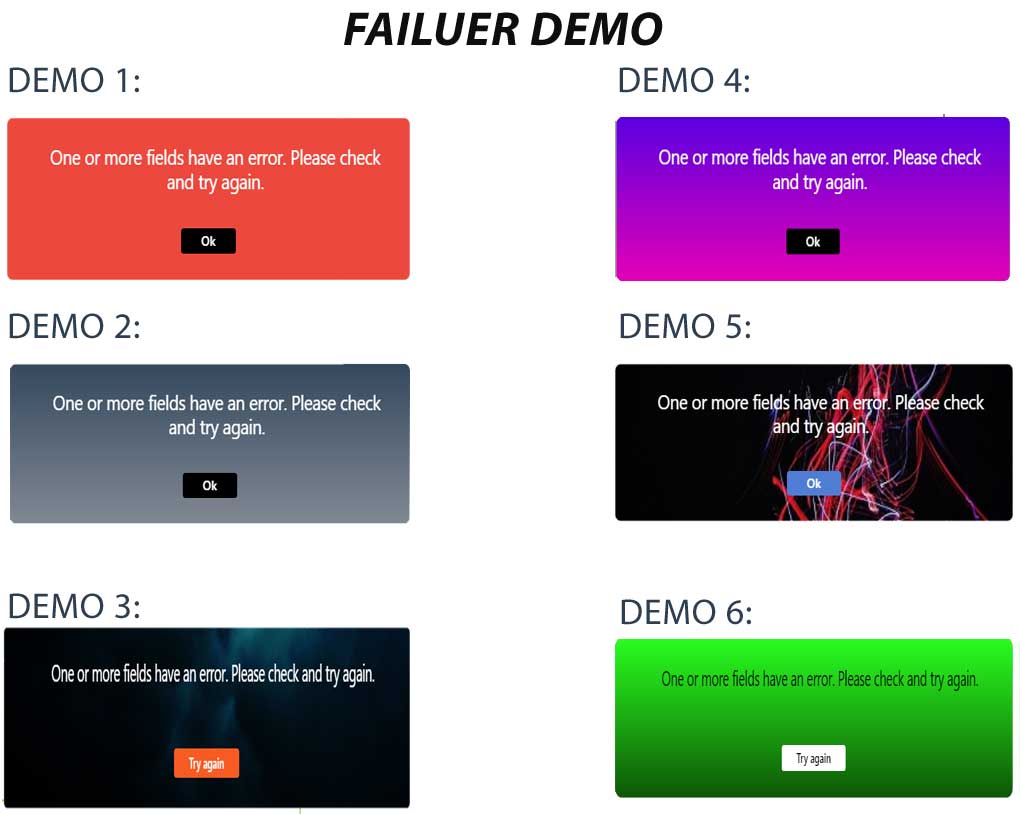 FAILUER DEMO
DEMO 1:
One or more fields have an error. Please check
and try again.
Ok
DEMO 2:
One or more fields have an error. Please check
and try again.
Ok
DEMO 3:
One or more fields have an error. Please check and try again.
Try again
DEMO 4:
One or more fields have an error. Please check
and try again.
Ok
DEMO 5:
One or more fields have an error. Please check
and try again.
Ok
DEMO 6:
One or more fields have an error. Please check and try again.
Try again